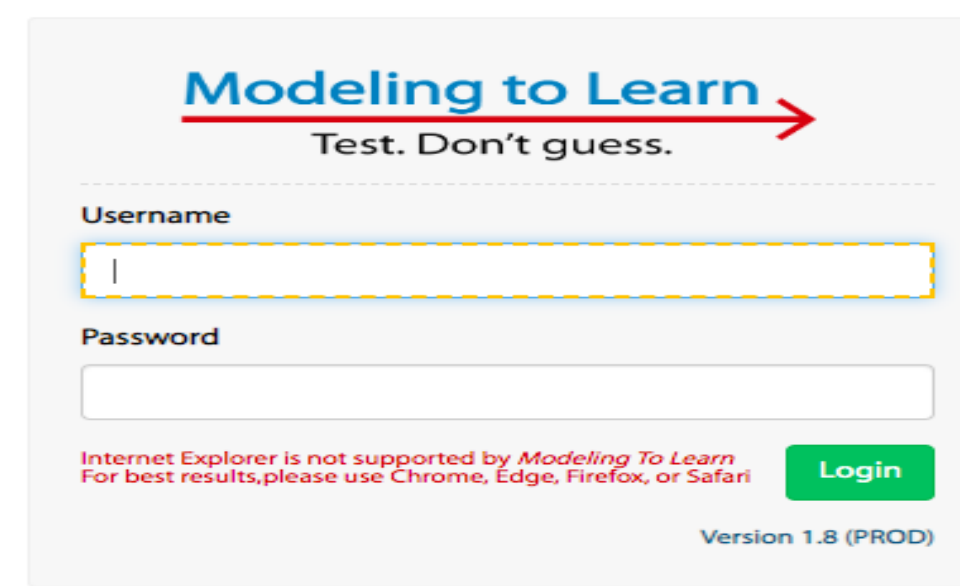 Modeling to Learn
Test. Don't guess.
Username
Password
Internet Explorer is not supported by Modeling To Learn
For best results,please use Chrome, Edge, Firefox, or Safari
Login
Version 1.8 (PROD)